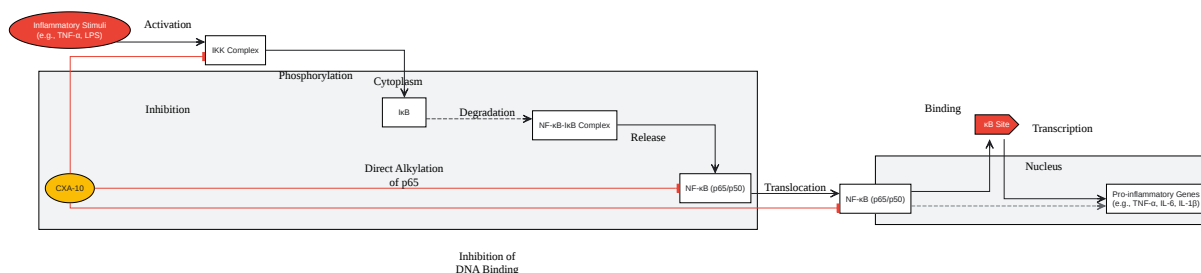 Inflammatory Stimuli
(e.g., TNF-α, LPS)
Activation
IKK Complex
Phosphorylation
Cytoplasm
Inhibition
IκB
Degradation
NF-κB-IκB Complex
Release
Binding
κB Site
Transcription
Nucleus
CXA-10
Direct Alkylation
of p65
NF-κB (p65/p50)
Translocation
NF-κB (p65/p50)
Pro-inflammatory Genes
(e.g., TNF-α, IL-6, IL-1β)
Inhibition of
DNA Binding